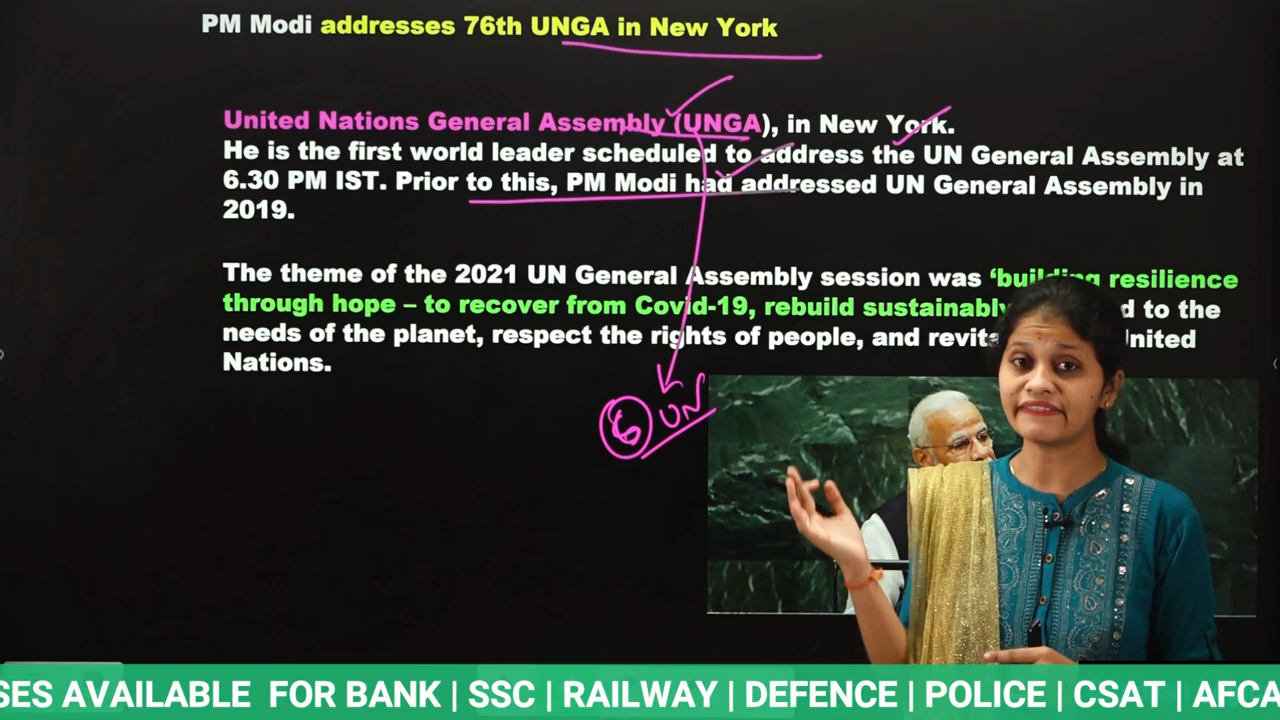 PM Modi addresses 76th UNGA in New York
United Nations General Assembly (UNGA), in New York.
He is the first world leader scheduled to address the UN General Assembly at
6.30 PM IST. Prior to this, PM Modi had addressed UN General Assembly in
2019.
The theme of the 2021 UN General Assembly session was ‘building resilience
through hope – to recover from Covid-19, rebuild sustainably d to the
needs of the planet, respect the rights of people, and revita United
Nations.
6 UN
SES AVAILABLE FOR BANK | SSC | RAILWAY | DEFENCE | POLICE | CSAT | AFCA